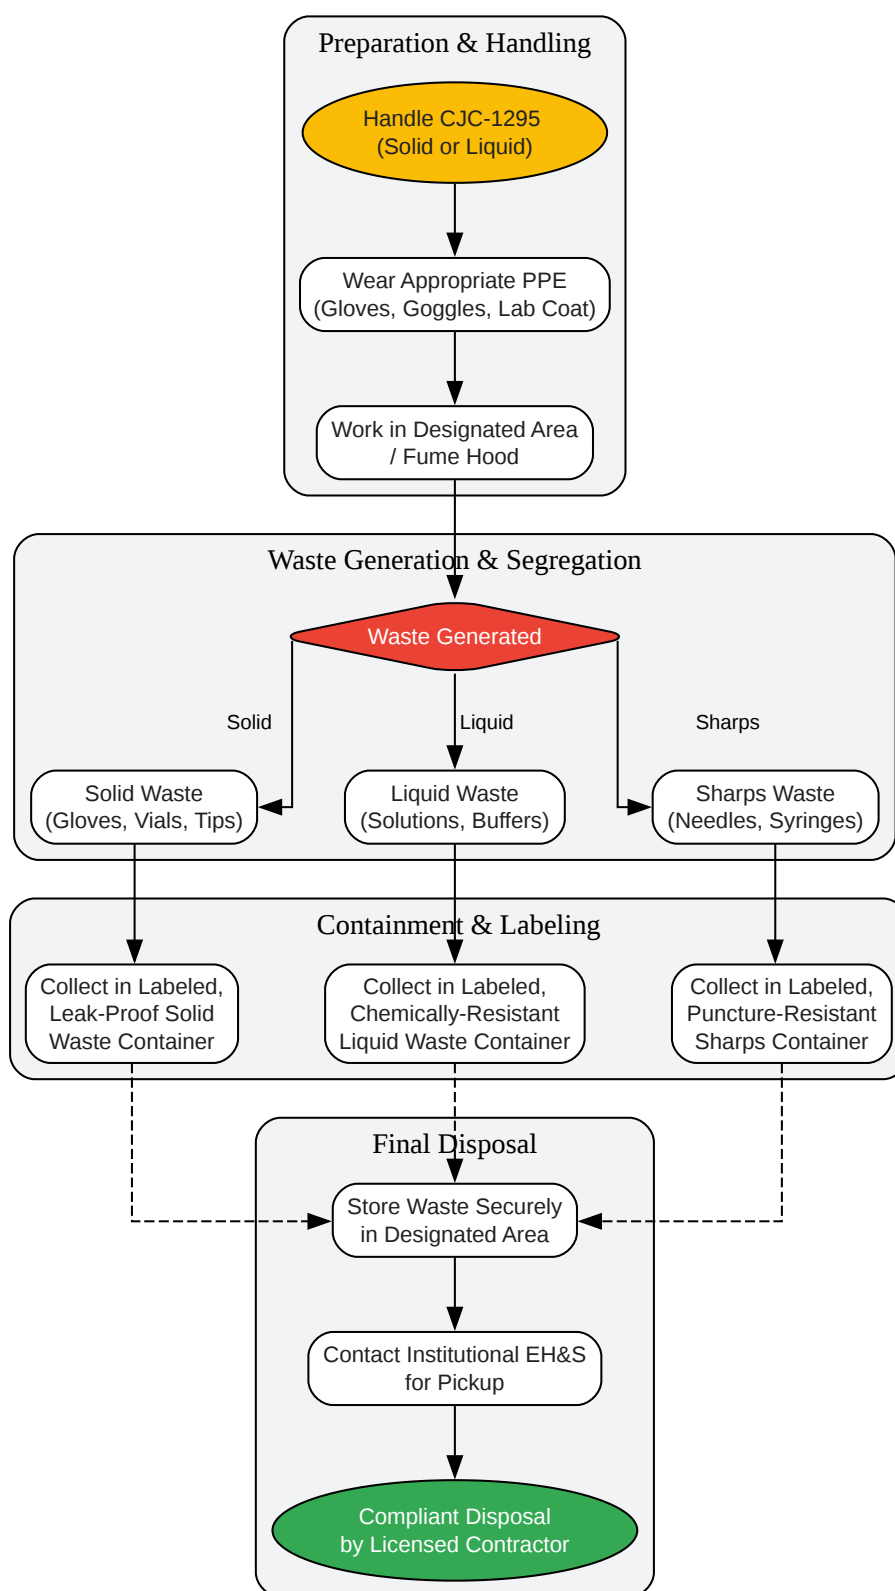 Preparation & Handling
Handle CJC-1295
(Solid or Liquid)
Wear Appropriate PPE
(Gloves, Goggles, Lab Coat)
Work in Designated Area
/ Fume Hood
Waste Generation & Segregation
Waste Generated
Solid
Liquid
Sharps
Solid Waste
(Gloves, Vials, Tips)
Liquid Waste
(Solutions, Buffers)
Sharps Waste
(Needles, Syringes)
Containment & Labeling
Collect in Labeled,
Leak-Proof Solid
Waste Container
Collect in Labeled,
Chemically-Resistant
Liquid Waste Container
Collect in Labeled,
Puncture-Resistant
Sharps Container
Final Disposal
Store Waste Securely
in Designated Area
Contact Institutional EH&S
for Pickup
Compliant Disposal
by Licensed Contractor